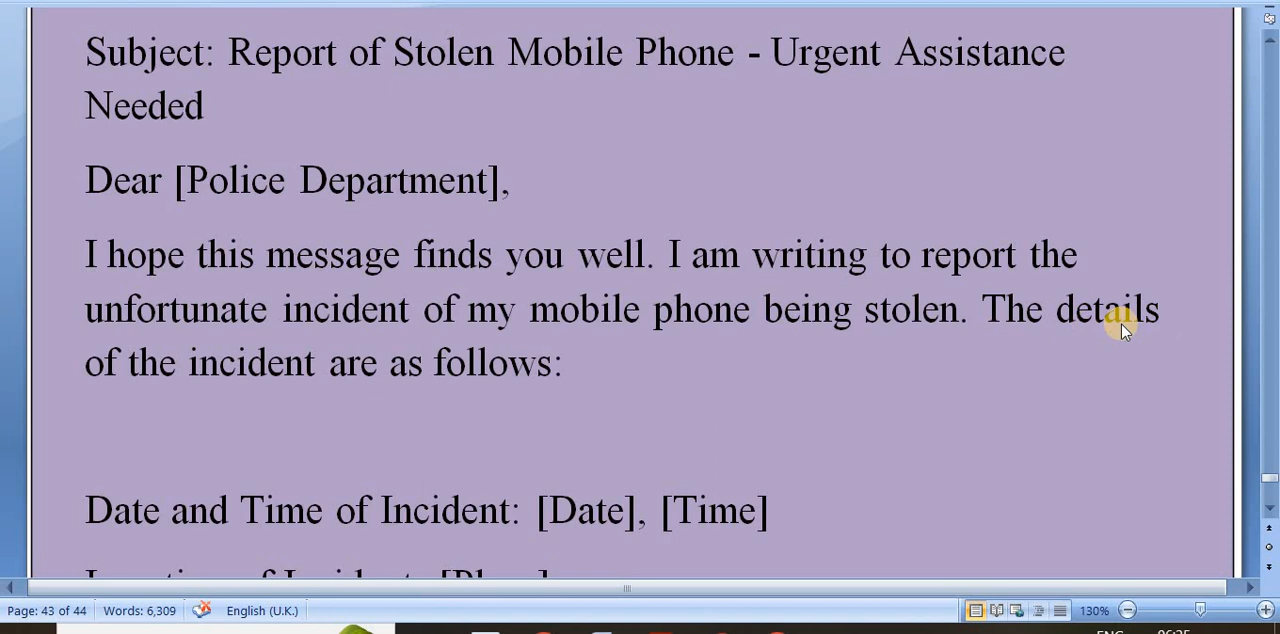 Subject: Report of Stolen Mobile Phone - Urgent Assistance
Needed
Dear [Police Department],
I hope this message finds you well. I am writing to report the
unfortunate incident of my mobile phone being stolen. The details
of the incident are as follows:
Date and Time of Incident: [Date], [Time]
Page: 43 of 44 Words: 6,309 English (U.K.) 130%